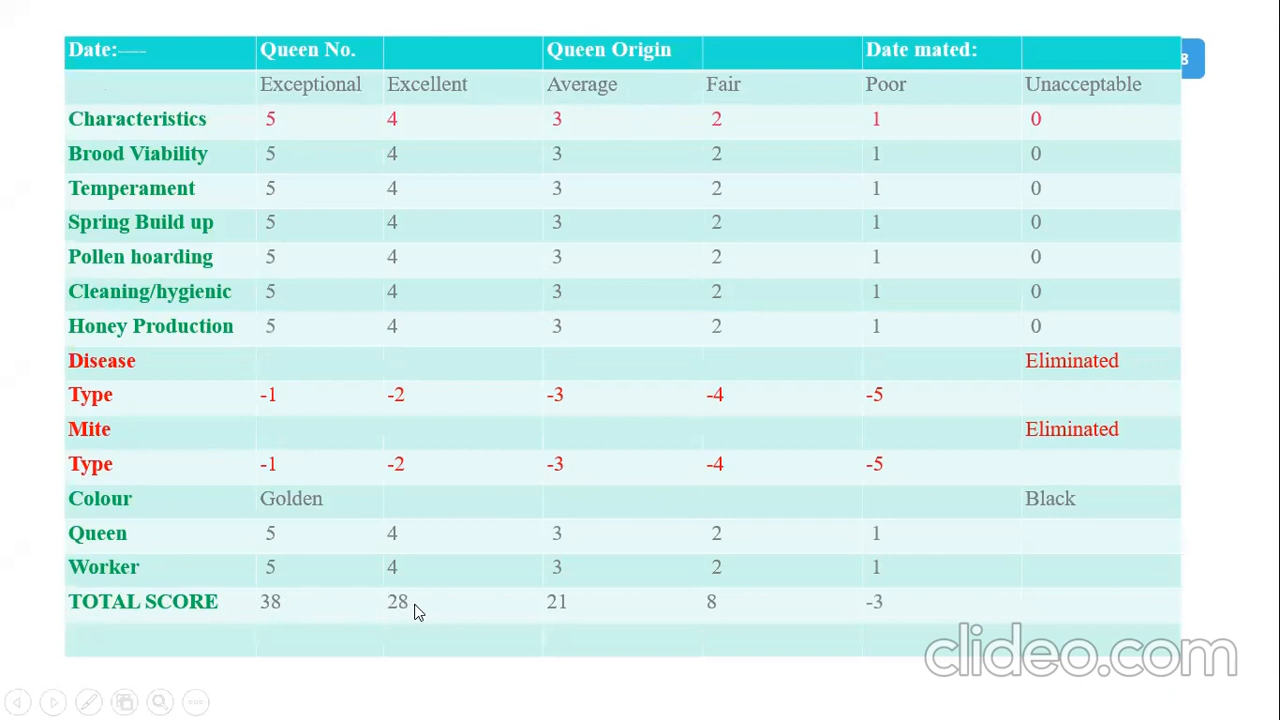 Date:---- Queen No. Queen Origin Date mated:
8
Exceptional Excellent Average Fair Poor Unacceptable
Characteristics 5 4 3 2 1 0
Brood Viability 5 4 3 2 1 0
Temperament 5 4 3 2 1 0
Spring Build up 5 4 3 2 1 0
Pollen hoarding 5 4 3 2 1 0
Cleaning/hygienic 5 4 3 2 1 0
Honey Production 5 4 3 2 1 0
Disease Eliminated
Type -1 -2 -3 -4 -5
Mite Eliminated
Type -1 -2 -3 -4 -5
Colour Golden Black
Queen 5 4 3 2 1
Worker 5 4 3 2 1
TOTAL SCORE 38 28 21 8 -3
clideo.com